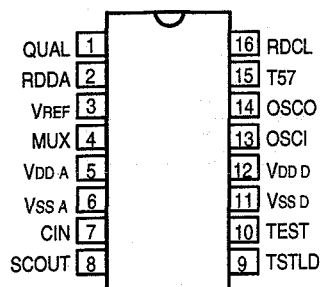 QUAL 1 16 RDCL
RDDA 2 15 T57
VREF 3 14 OSCO
MUX 4 13 OSCI
VDD A 5 12 VDD D
VSS A 6 11 VSS D
CIN 7 10 TEST
SCOUT 8 9 TSTLD